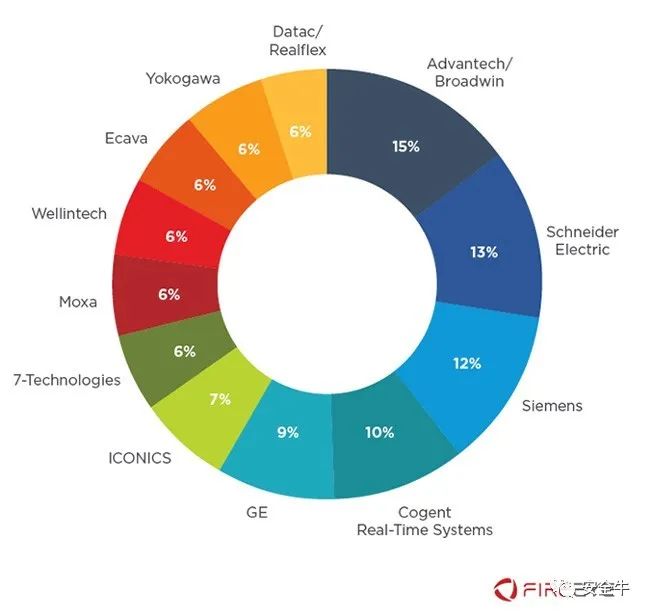 Datac/
Realflex
6%
Advantech/
Broadwin
15%
Schneider
Electric
13%
Siemens
12%
Cogent
Real-Time Systems
10%
GE
9%
ICONICS
7%
7-Technologies
6%
Moxa
6%
Wellintech
6%
Ecava
6%
Yokogawa
6%
安全牛